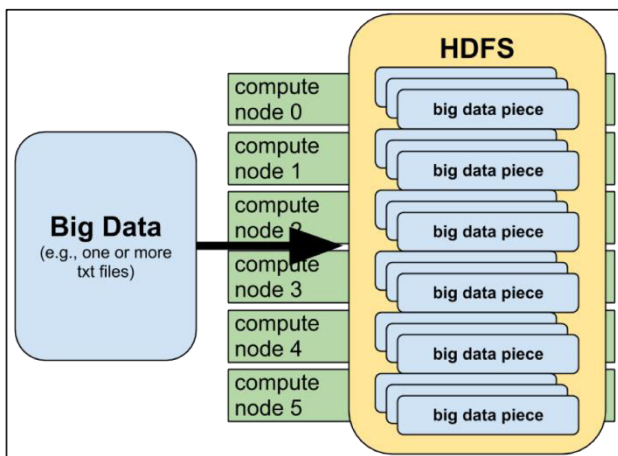 HDFS
compute
node 0
big data piece
compute
node 1
big data piece
Big Data
(e.g., one or more
txt files)
compute
node 2
big data piece
compute
node 3
big data piece
compute
node 4
big data piece
compute
node 5
big data piece